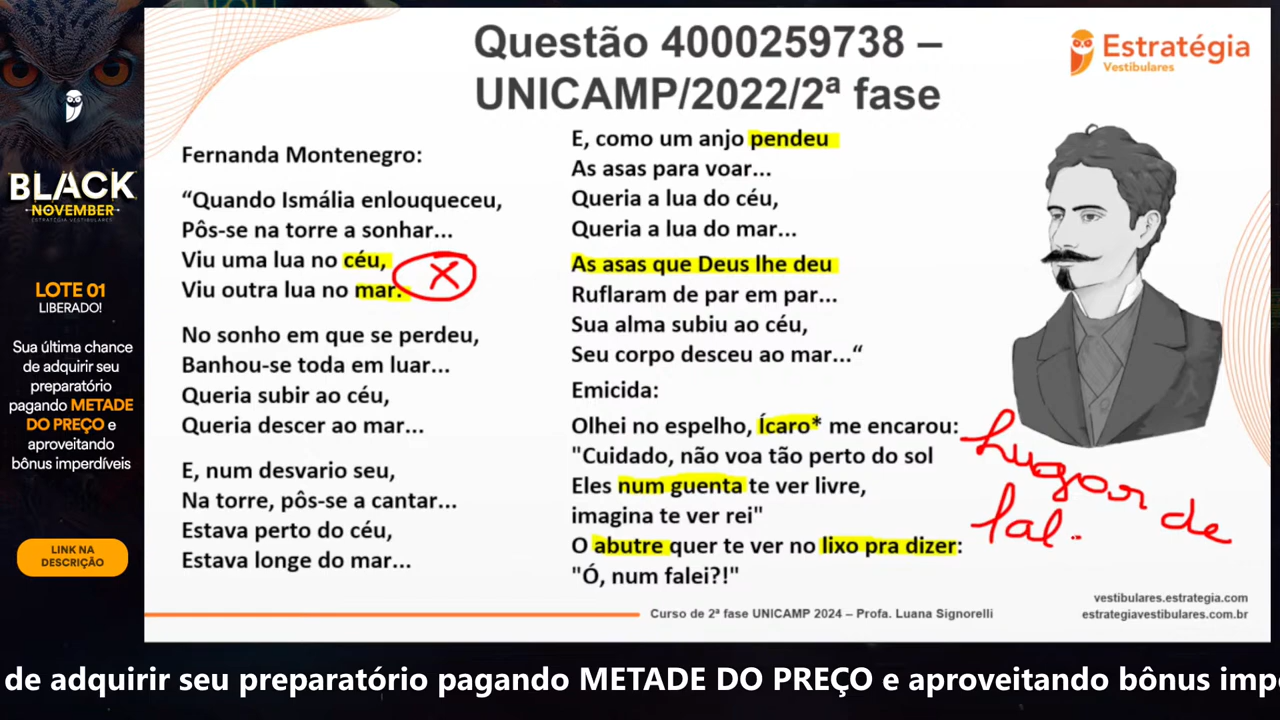 BLACK
NOVEMBER
ESTRATÉGIA VESTIBULARES
LOTE 01
LIBERADO!
Sua última chance
de adquirir seu
preparatório
pagando METADE
DO PREÇO e
aproveitando
bônus imperdíveis
LINK NA
DESCRIÇÃO
Questão 4000259738 –
UNICAMP/2022/2ª fase
Estratégia
Vestibulares
Fernanda Montenegro:
“Quando Ismália enlouqueceu,
Pôs-se na torre a sonhar...
Viu uma lua no céu,
Viu outra lua no mar.
No sonho em que se perdeu,
Banhou-se toda em luar...
Queria subir ao céu,
Queria descer ao mar...
E, num desvario seu,
Na torre, pôs-se a cantar...
Estava perto do céu,
Estava longe do mar...
E, como um anjo pendeu
As asas para voar...
Queria a lua do céu,
Queria a lua do mar...
As asas que Deus lhe deu
Ruflaram de par em par...
Sua alma subiu ao céu,
Seu corpo desceu ao mar...“
Emicida:
Olhei no espelho, Ícaro* me encarou:
"Cuidado, não voa tão perto do sol
Eles num guenta te ver livre,
imagina te ver rei"
O abutre quer te ver no lixo pra dizer:
"Ó, num falei?!"
X
lugar de
fal.
Curso de 2ª fase UNICAMP 2024 – Profa. Luana Signorelli
vestibulares.estrategia.com
estrategiavestibulares.com.br
de adquirir seu preparatório pagando METADE DO PREÇO e aproveitando bônus impe